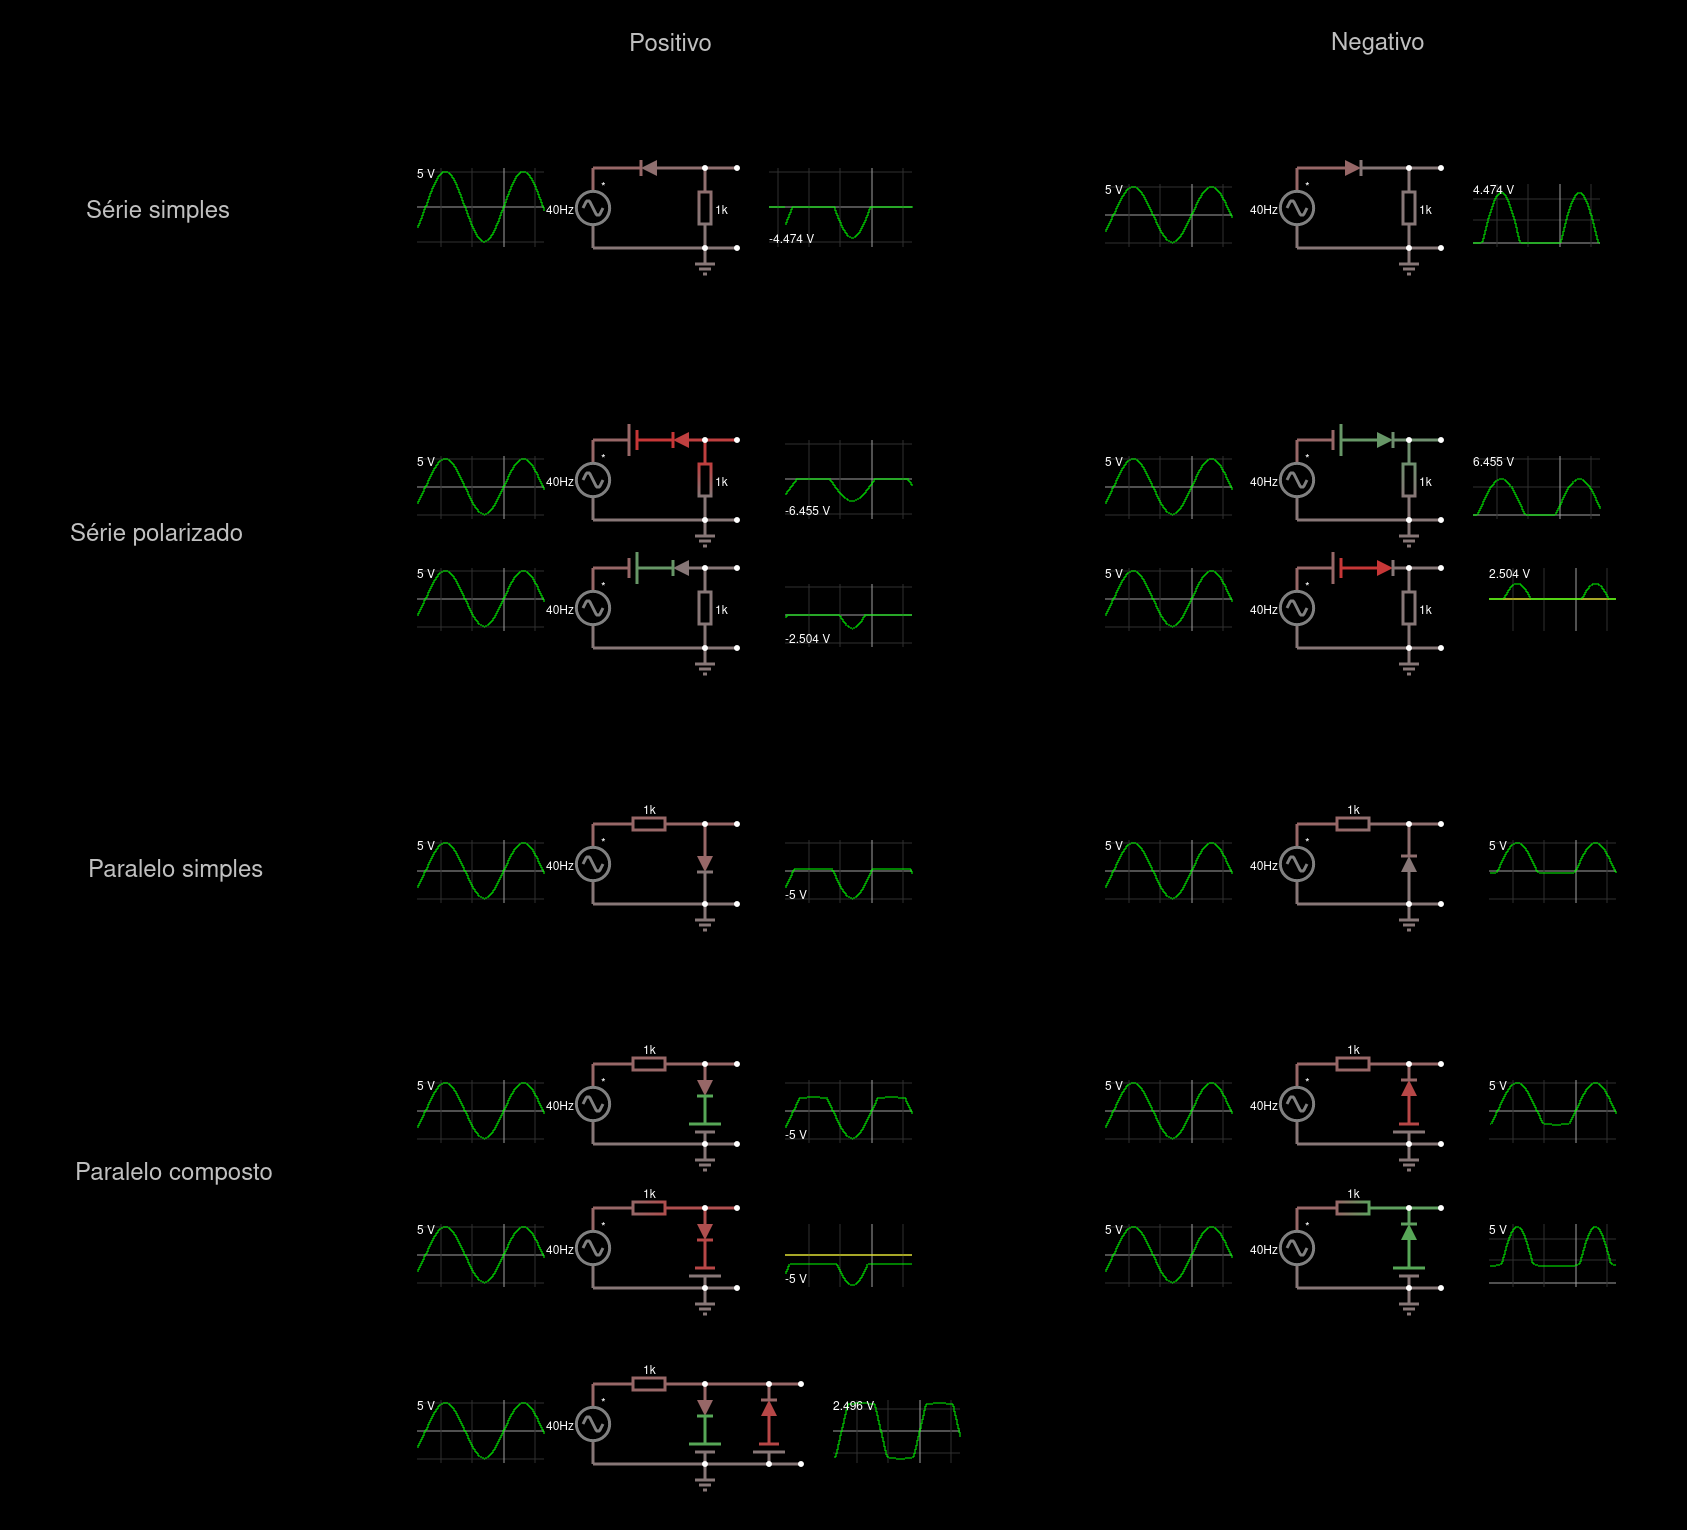 Positivo
Negativo
Série simples
5 V
40Hz
*
1k
-4.474 V
5 V
40Hz
*
1k
4.474 V
Série polarizado
5 V
40Hz
*
1k
-6.455 V
5 V
40Hz
*
1k
6.455 V
5 V
40Hz
*
1k
-2.504 V
5 V
40Hz
*
1k
2.504 V
Paralelo simples
5 V
40Hz
*
1k
-5 V
5 V
40Hz
*
1k
5 V
Paralelo composto
5 V
40Hz
*
1k
-5 V
5 V
40Hz
*
1k
5 V
5 V
40Hz
*
1k
-5 V
5 V
40Hz
*
1k
5 V
5 V
40Hz
*
1k
2.496 V